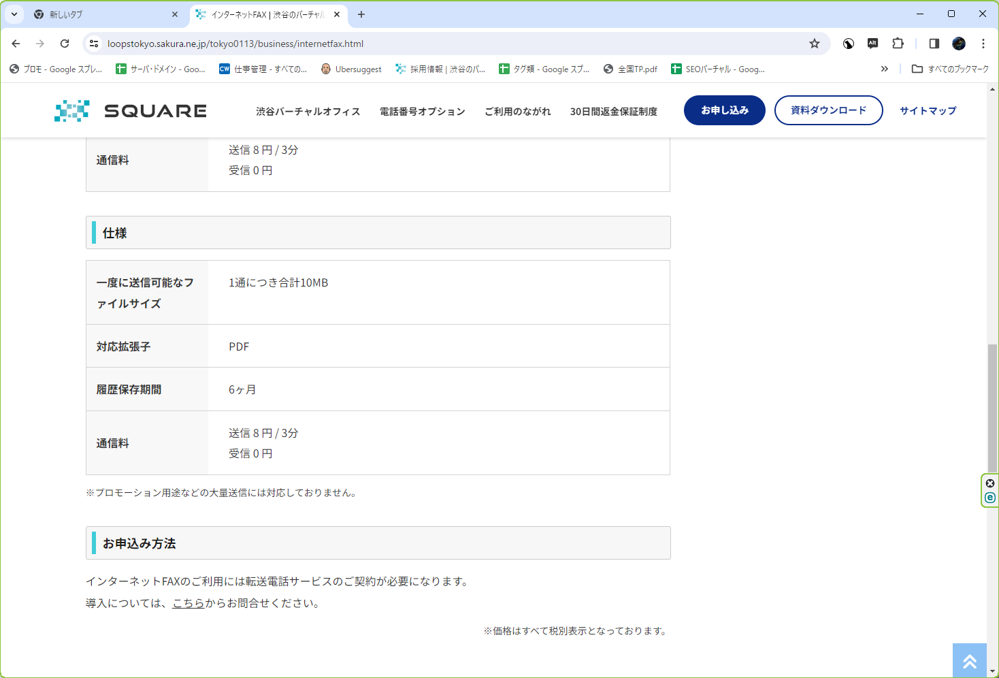 新しいタブ
インターネットFAX | 渋谷のバーチャル
loopstokyo.sakura.ne.jp/tokyo0113/business/internetfax.html
Alt
プロモ - Google スプレ...
サーバ・ドメイン - Goo...
CW 仕事管理 - すべての...
Ubersuggest
採用情報 | 渋谷のバ...
タグ類 - Google スプ...
全国TP.pdf
SEOバーチャル - Goog...
すべてのブックマーク
SQUARE
渋谷バーチャルオフィス
電話番号オプション
ご利用のながれ
30日間返金保証制度
お申し込み
資料ダウンロード
サイトマップ
通信料
送信 8 円 / 3分
受信 0 円
仕様
一度に送信可能なフ
ァイルサイズ
1通につき合計10MB
対応拡張子
PDF
履歴保存期間
6ヶ月
通信料
送信 8 円 / 3分
受信 0 円
※プロモーション用途などの大量送信には対応しておりません。
お申込み方法
インターネットFAXのご利用には転送電話サービスのご契約が必要になります。
導入については、こちらからお問合せください。
※価格はすべて税別表示となっております。